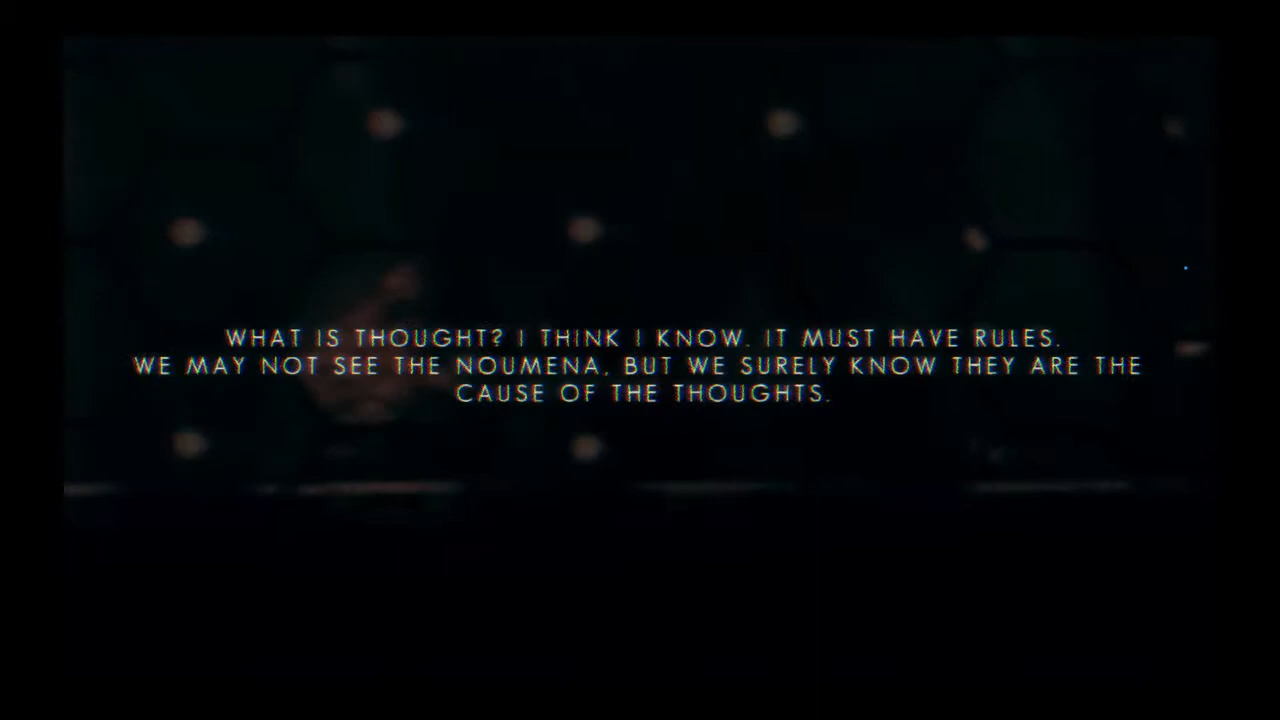 WHAT IS THOUGHT? I THINK I KNOW. IT MUST HAVE RULES.
WE MAY NOT SEE THE NOUMENA, BUT WE SURELY KNOW THEY ARE THE
CAUSE OF THE THOUGHTS.